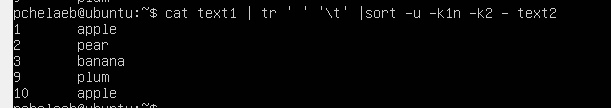 pchelaeb@ubuntu:~$ cat text1 | tr ' ' '\t' |sort -u -k1n -k2 - text2
1 apple
2 pear
3 banana
9 plum
10 apple